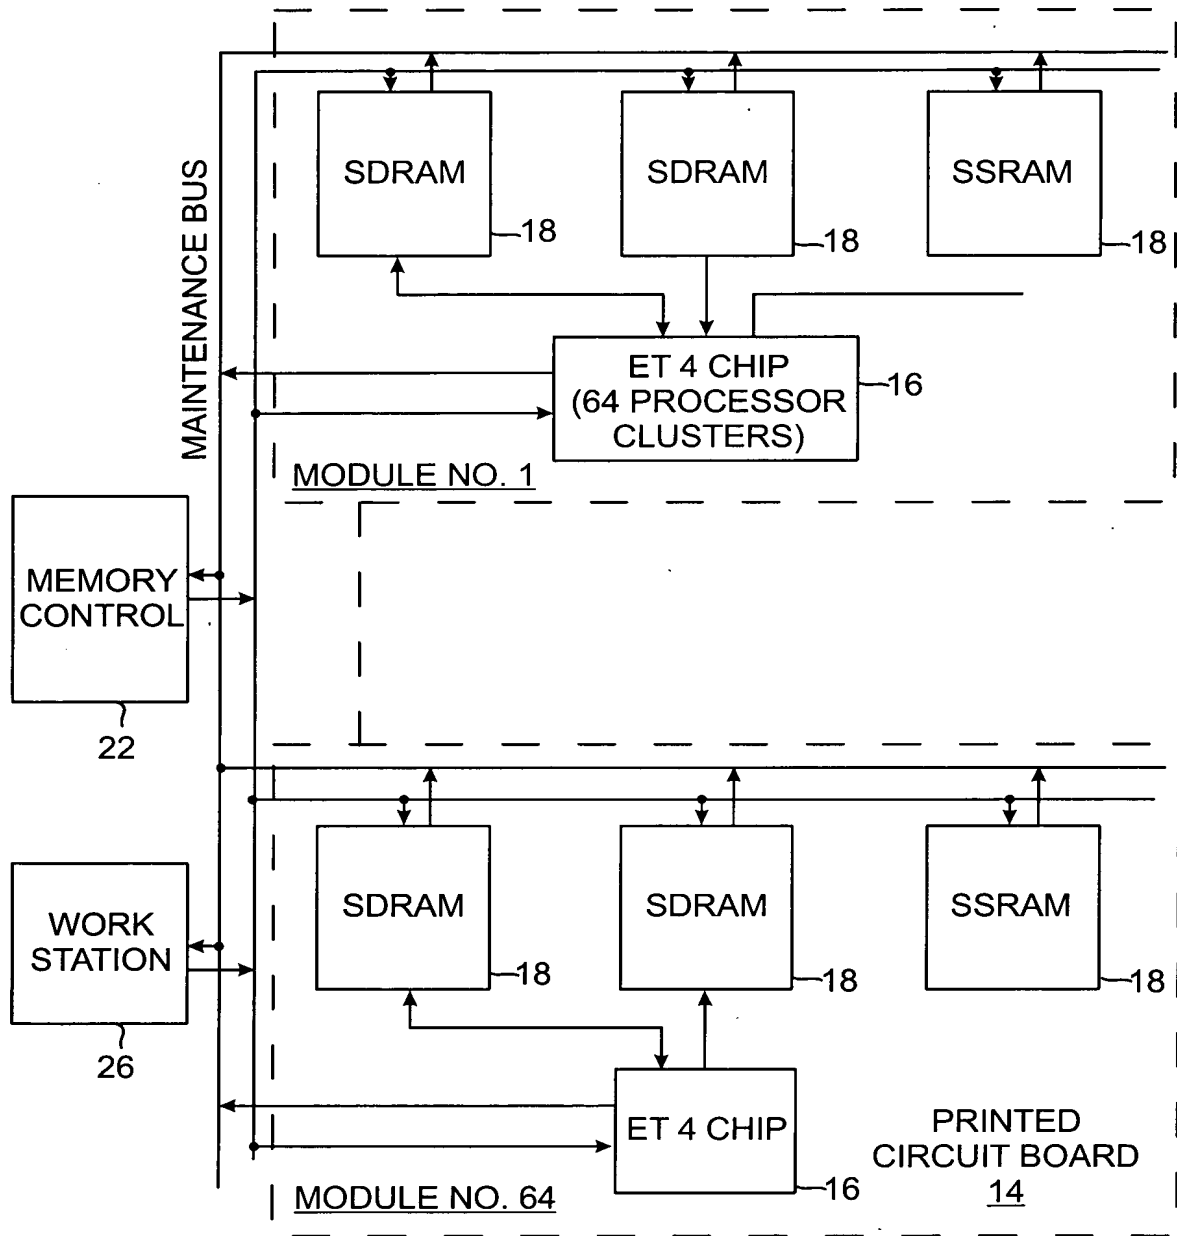 SDRAM
SDRAM
SSRAM
18
18
18
MAINTENANCE BUS
ET 4 CHIP
(64 PROCESSOR
CLUSTERS)
16
MODULE NO. 1
MEMORY
CONTROL
22
SDRAM
SDRAM
SSRAM
18
18
18
WORK
STATION
26
ET 4 CHIP
16
PRINTED
CIRCUIT BOARD
14
MODULE NO. 64